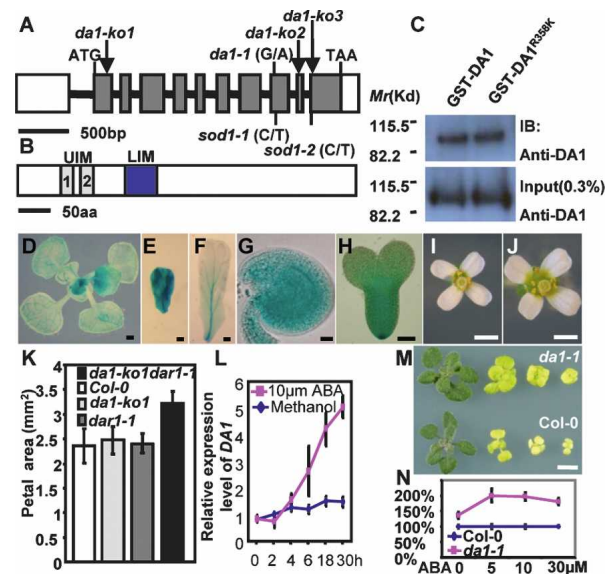 A
da1-ko1
da1-ko2
da1-ko3
ATG
da1-1 (G/A)
TAA
500bp
sod1-1 (C/T)
sod1-2 (C/T)
B
UIM
LIM
1
2
50aa
C
GST-DA1
GST-DA1R358K
Mr(Kd)
115.5
82.2
115.5
82.2
IB:
Anti-DA1
Input(0.3%)
Anti-DA1
D
E
F
G
H
I
J
K
da1-ko1dar1-1
Col-0
da1-ko1
dar1-1
Petal area (mm2)
4
3.5
3
2.5
2
1.5
1
0.5
0
L
10µm ABA
Methanol
Relative expression
level of DA1
6
5
4
3
2
1
0
0 2 4 6 18 30h
M
da1-1
Col-0
N
200%
150%
100%
50%
0%
Col-0
da1-1
ABA 0 5 10 30µM